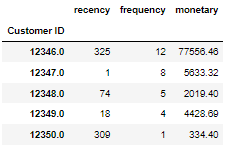 recency frequency monetary
Customer ID
12346.0 325 12 77556.46
12347.0 1 8 5633.32
12348.0 74 5 2019.40
12349.0 18 4 4428.69
12350.0 309 1 334.40